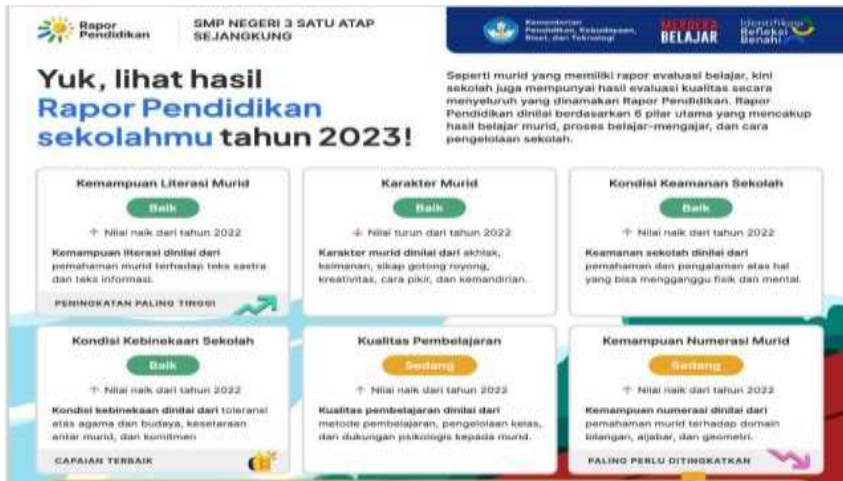 Rapor
Pendidikan
SMP NEGERI 3 SATU ATAP
SEJANGKUNG
Kementerian
Pendidikan, Kebudayaan,
Riset, dan Teknologi
MERDEKA
BELAJAR
Identifikasi
Refleksi
Benahi
Yuk, lihat hasil
Rapor Pendidikan
sekolahmu tahun 2023!
Seperti murid yang memiliki rapor evaluasi belajar, kini
sekolah juga mempunyai hasil evaluasi kualitas secara
menyeluruh yang dinamakan Rapor Pendidikan. Rapor
Pendidikan dinilai berdasarkan 6 pilar utama yang mencakup
hasil belajar murid, proses belajar-mengajar, dan cara
pengelolaan sekolah.
Kemampuan Literasi Murid
Baik
↑ Nilai naik dari tahun 2022
Kemampuan literasi dinilai dari
pemahaman murid terhadap teks sastra
dan teks informasi.
PENINGKATAN PALING TINGGI
Karakter Murid
Baik
↓ Nilai turun dari tahun 2022
Karakter murid dinilai dari akhlak,
keimanan, sikap gotong royong,
kreativitas, cara pikir, dan kemandirian.
Kondisi Keamanan Sekolah
Baik
↑ Nilai naik dari tahun 2022
Keamanan sekolah dinilai dari
pemahaman dan pengalaman atas hal
yang bisa mengganggu fisik dan mental.
Kondisi Kebinekaan Sekolah
Baik
↑ Nilai naik dari tahun 2022
Kondisi kebinekaan dinilai dari toleransi
atas agama dan budaya, kesetaraan
antar murid, dan komitmen
CAPAIAN TERBAIK
Kualitas Pembelajaran
Sedang
↑ Nilai naik dari tahun 2022
Kualitas pembelajaran dinilai dari
metode pembelajaran, pengelolaan kelas,
dan dukungan psikologis kepada murid.
Kemampuan Numerasi Murid
Sedang
↑ Nilai naik dari tahun 2022
Kemampuan numerasi dinilai dari
pemahaman murid terhadap domain
bilangan, aljabar, dan geometri.
PALING PERLU DITINGKATKAN